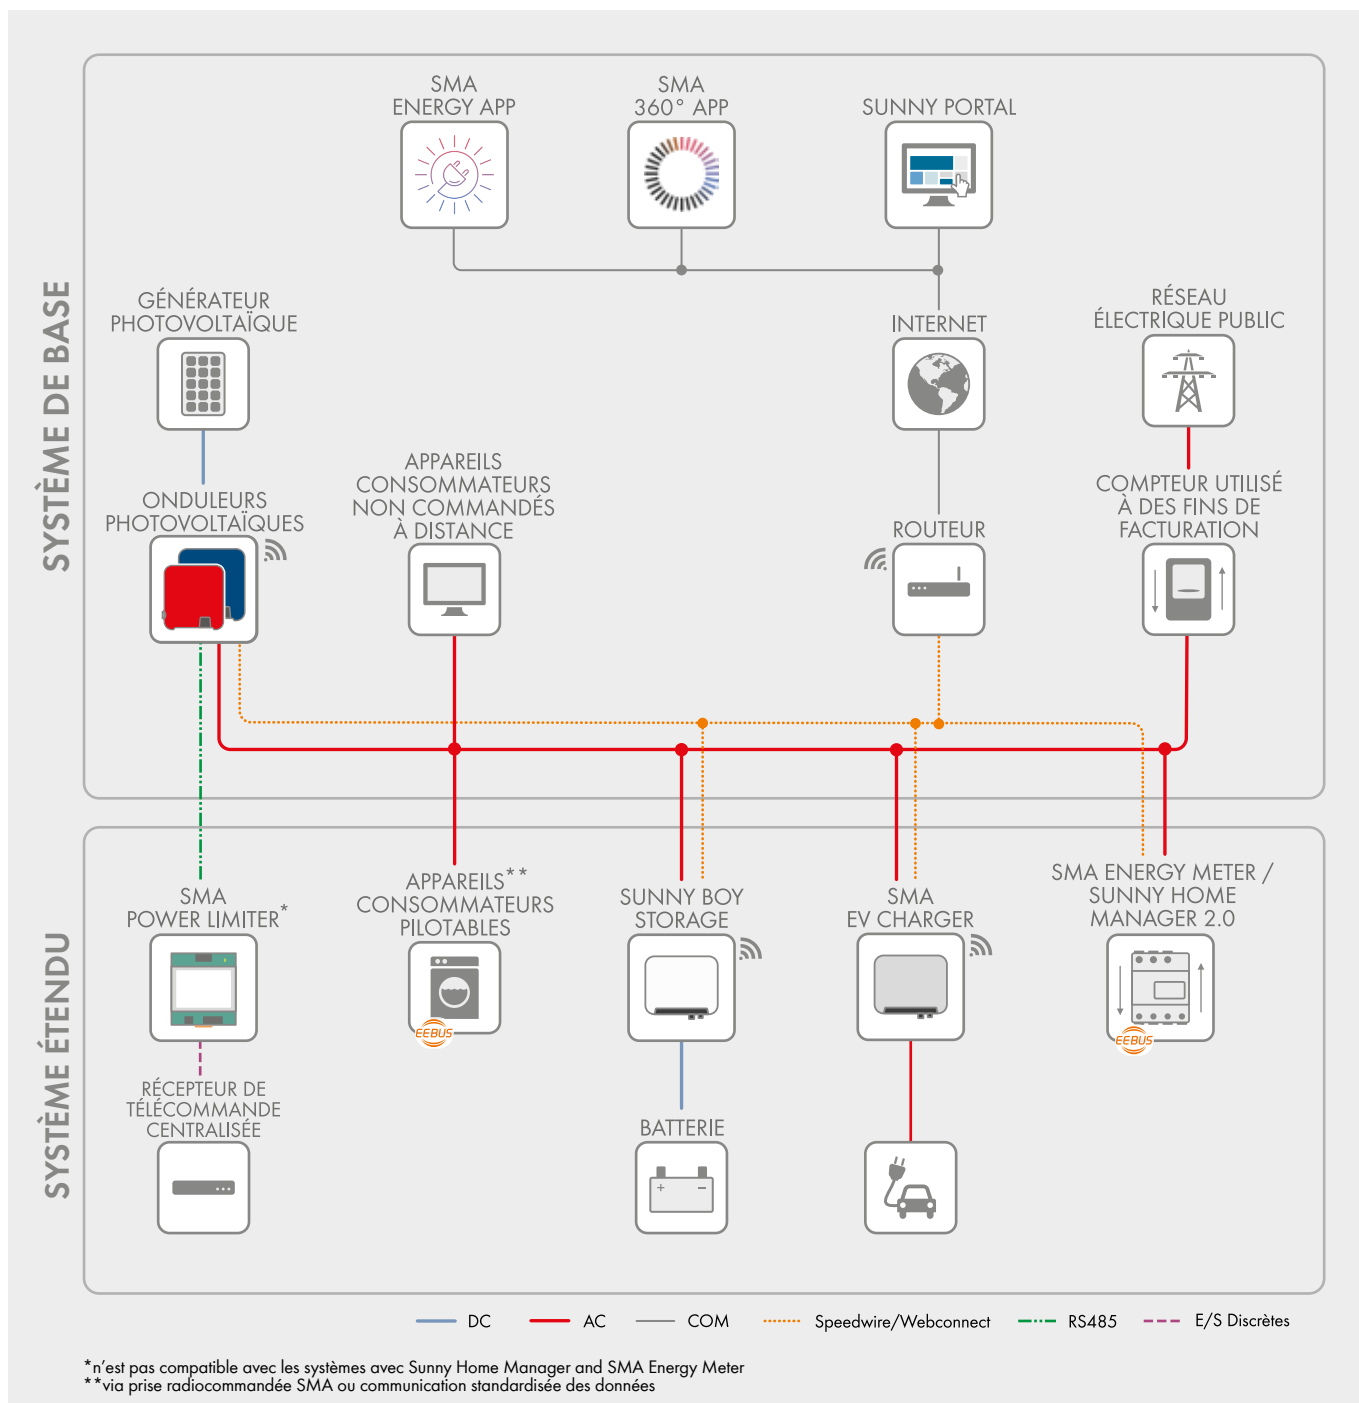 SMA
ENERGY APP
SMA
360° APP
SUNNY PORTAL
SYSTÈME DE BASE
GÉNÉRATEUR
PHOTOVOLTAÏQUE
INTERNET
RÉSEAU
ÉLECTRIQUE PUBLIC
ONDULEURS
PHOTOVOLTAÏQUES
APPAREILS
CONSOMMATEURS
NON COMMANDÉS
À DISTANCE
ROUTEUR
COMPTEUR UTILISÉ
À DES FINS DE
FACTURATION
SYSTÈME ÉTENDU
SMA
POWER LIMITER*
APPAREILS**
CONSOMMATEURS
PILOTABLES
EEBUS
SUNNY BOY
STORAGE
SMA
EV CHARGER
SMA ENERGY METER /
SUNNY HOME
MANAGER 2.0
EEBUS
RÉCEPTEUR DE
TÉLÉCOMMANDE
CENTRALISÉE
BATTERIE
+ −
DC
AC
COM
Speedwire/Webconnect
RS485
E/S Discrètes
*n'est pas compatible avec les systèmes avec Sunny Home Manager and SMA Energy Meter
**via prise radiocommandée SMA ou communication standardisée des données